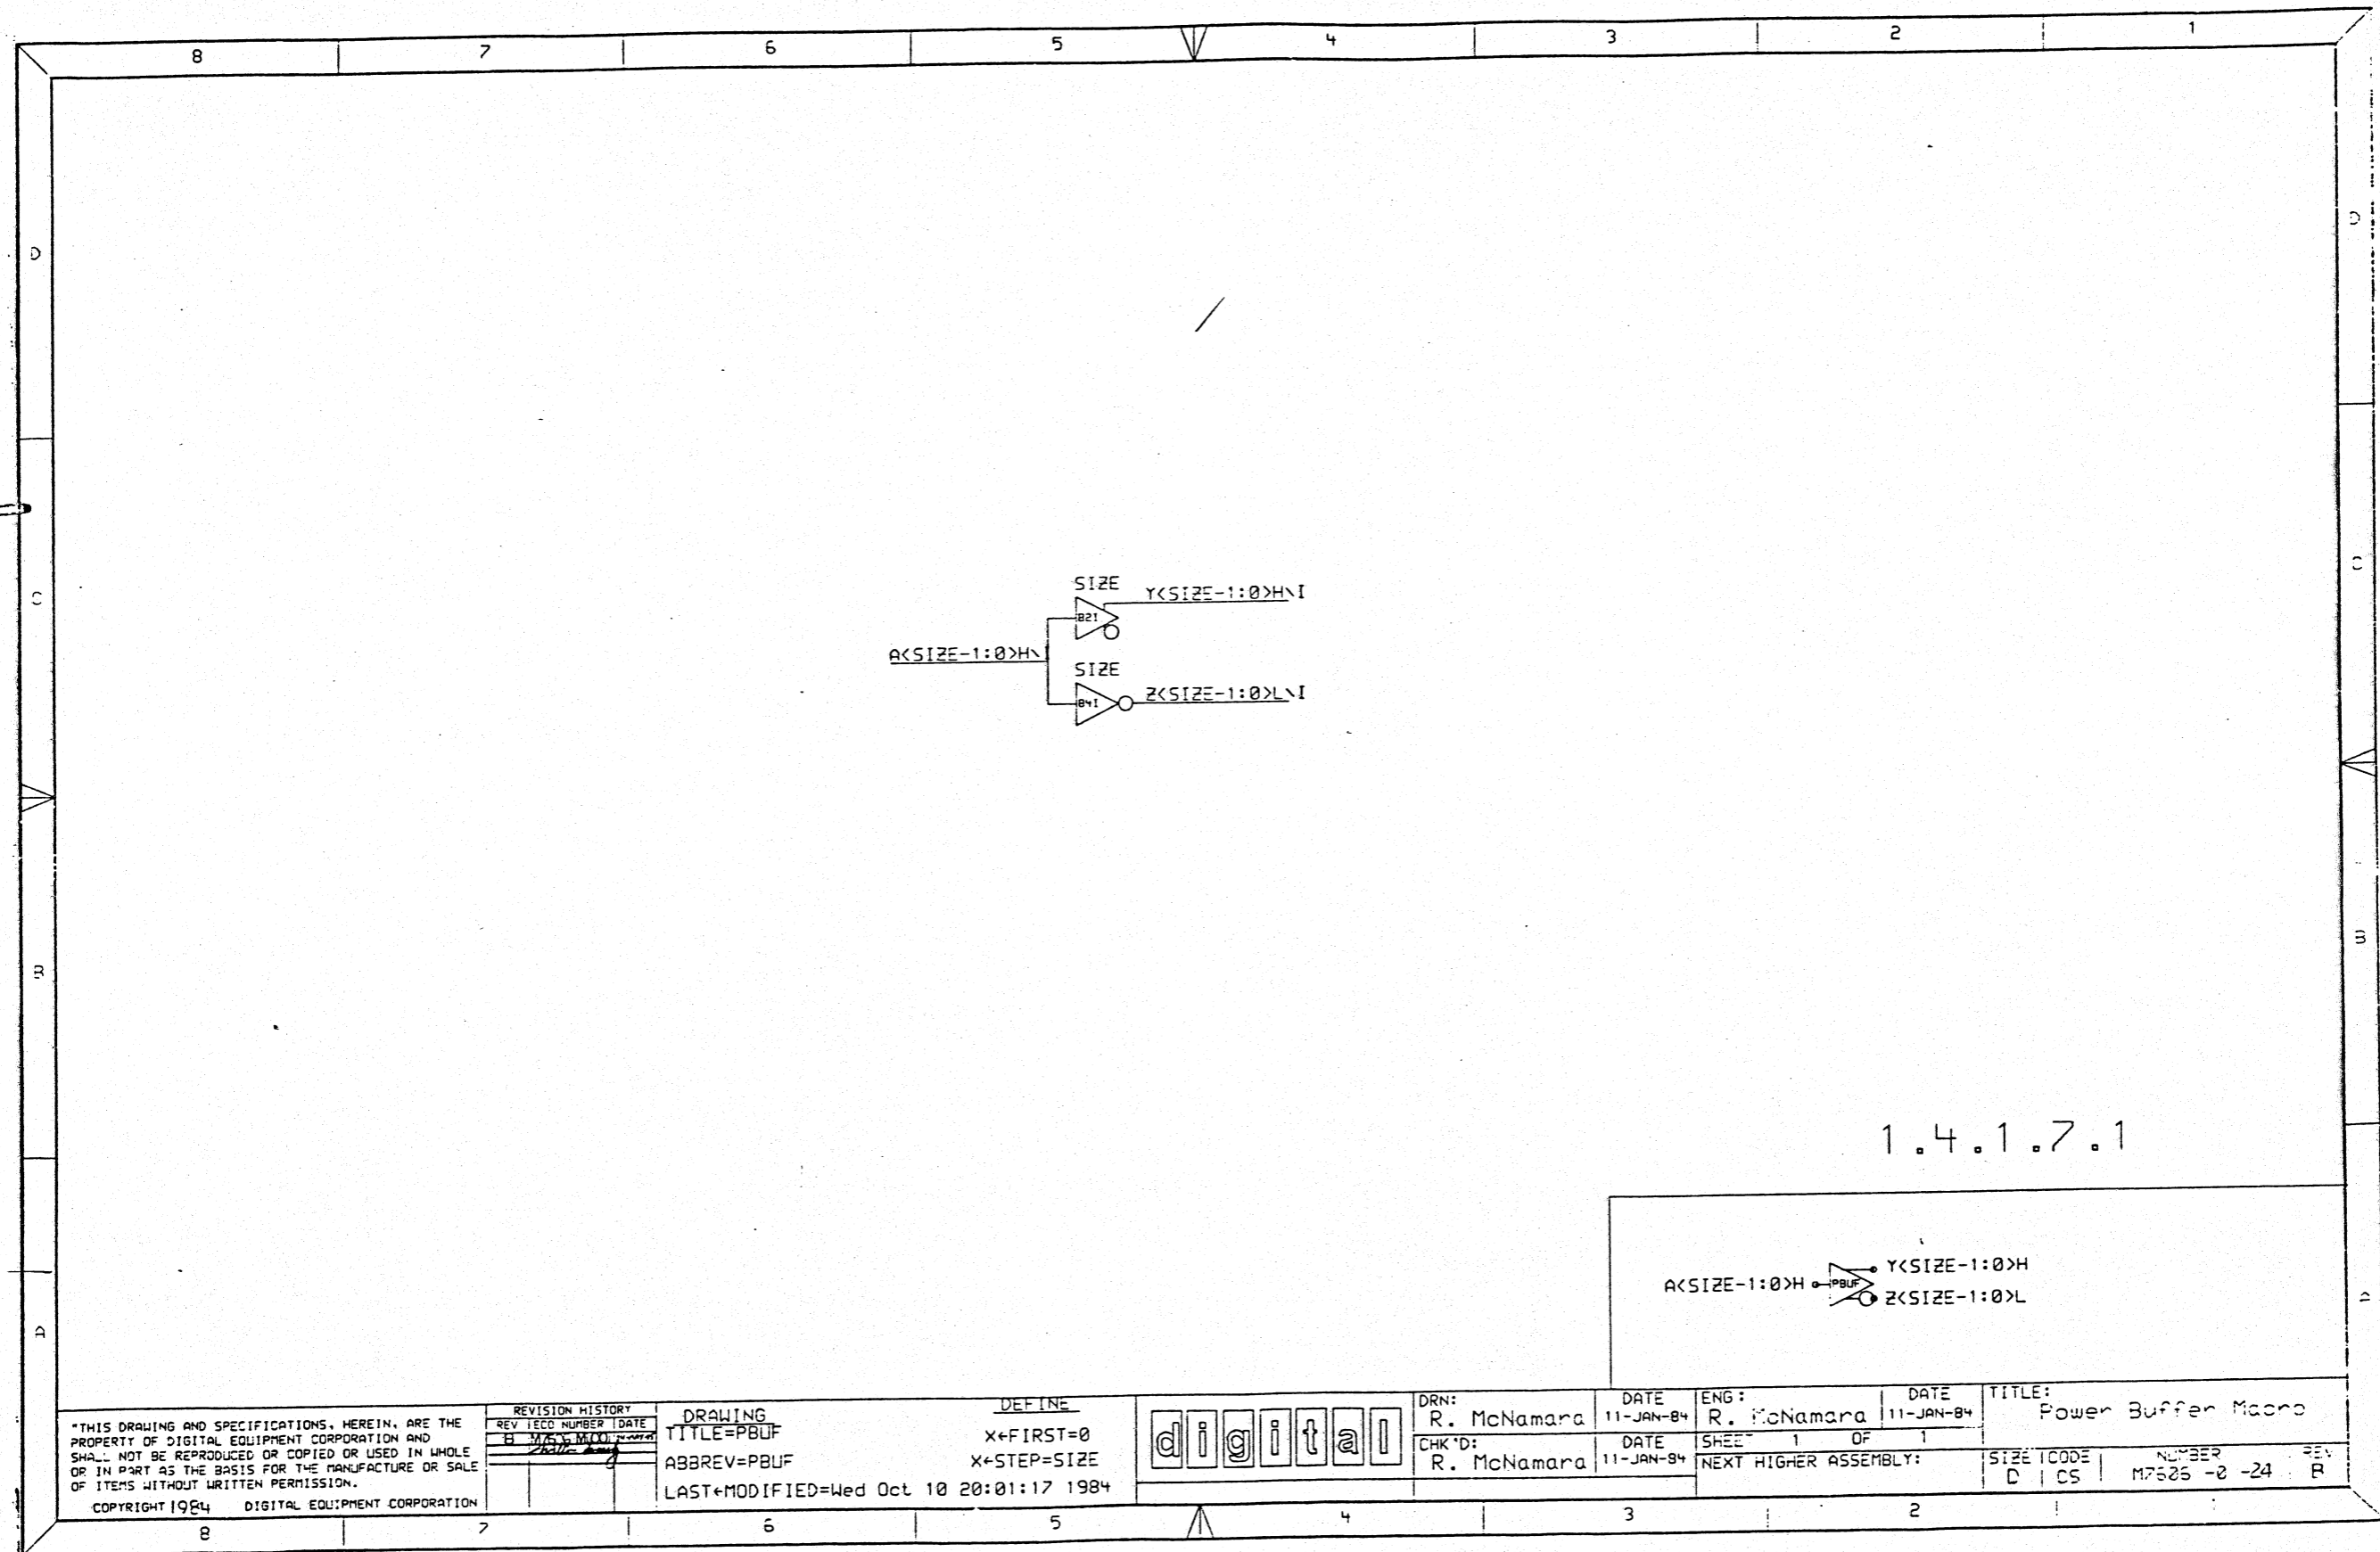 8 7 6 5 4 3 2 1
D
D
C
C
SIZE
B2I
Y<SIZE-1:0>H\I
A<SIZE-1:0>H\
SIZE
B4I
Z<SIZE-1:0>L\I
B
B
1.4.1.7.1
A<SIZE-1:0>H
PBUF
Y<SIZE-1:0>H
Z<SIZE-1:0>L
A
A
"THIS DRAWING AND SPECIFICATIONS, HEREIN, ARE THE
PROPERTY OF DIGITAL EQUIPMENT CORPORATION AND
SHALL NOT BE REPRODUCED OR COPIED OR USED IN WHOLE
OR IN PART AS THE BASIS FOR THE MANUFACTURE OR SALE
OF ITEMS WITHOUT WRITTEN PERMISSION.
COPYRIGHT 1984 DIGITAL EQUIPMENT CORPORATION
REVISION HISTORY
REV ECO NUMBER DATE
B
DRAWING
TITLE=PBUF
ABBREV=PBUF
LAST←MODIFIED=Wed Oct 10 20:01:17 1984
DEFINE
X←FIRST=0
X←STEP=SIZE
digital
DRN:
R. McNamara
DATE
11-JAN-84
ENG:
R. McNamara
DATE
11-JAN-84
CHK'D:
R. McNamara
DATE
11-JAN-84
SHEET 1 OF 1
NEXT HIGHER ASSEMBLY:
TITLE:
Power Buffer Macro
SIZE
D
CODE
CS
NUMBER
-0 -24
REV
B
8 7 6 5 4 3 2